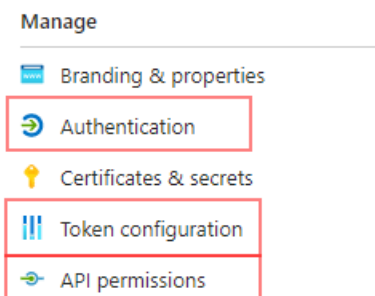 Manage
Branding & properties
Authentication
Certificates & secrets
Token configuration
API permissions